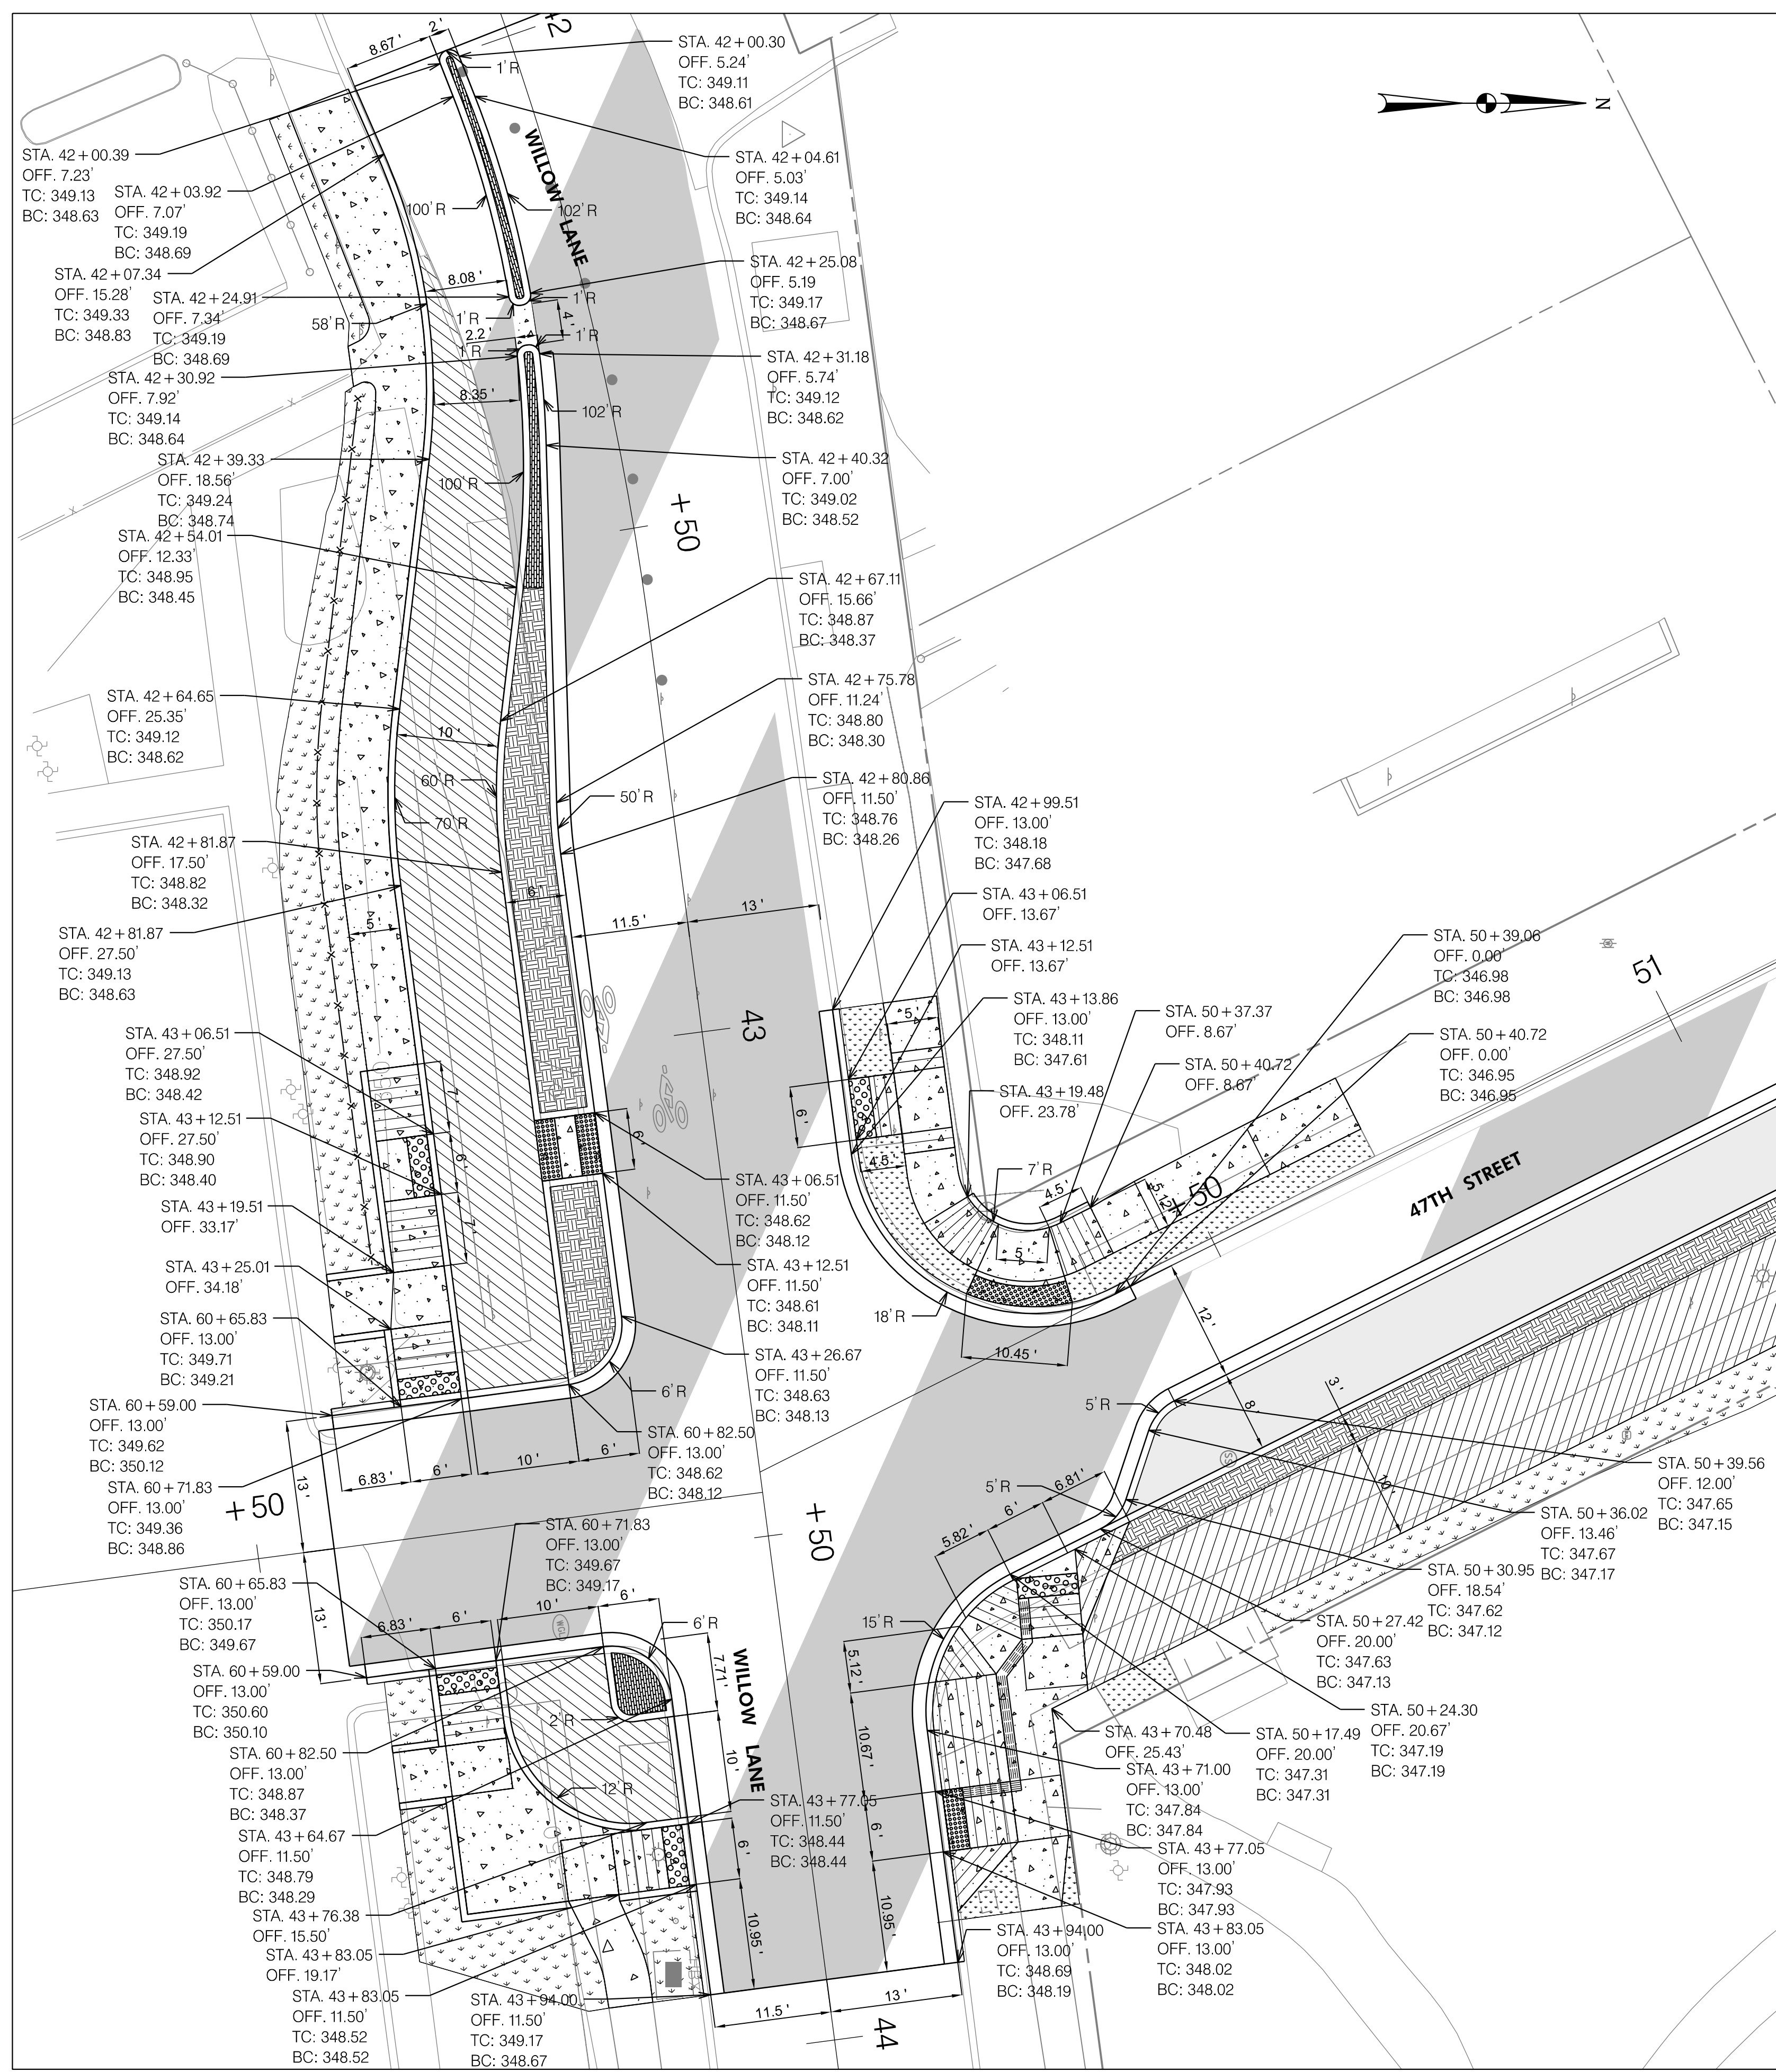 8.67 '
2 '
42
1' R
STA. 42 + 00.30
OFF. 5.24'
TC: 349.11
BC: 348.61
N
STA. 42 + 00.39
OFF. 7.23'
TC: 349.13
BC: 348.63
STA. 42 + 03.92
OFF. 7.07'
TC: 349.19
BC: 348.69
WILLOW LANE
STA. 42 + 04.61
OFF. 5.03'
TC: 349.14
BC: 348.64
100' R
102' R
STA. 42 + 07.34
OFF. 15.28'
TC: 349.33
BC: 348.83
STA. 42 + 24.91
OFF. 7.34'
TC: 349.19
BC: 348.69
8.08 '
STA. 42 + 25.08
OFF. 5.19
TC: 349.17
BC: 348.67
58' R
1' R
1' R
4 '
2.2 '
1' R
1' R
STA. 42 + 31.18
OFF. 5.74'
TC: 349.12
BC: 348.62
STA. 42 + 30.92
OFF. 7.92'
TC: 349.14
BC: 348.64
8.35 '
102' R
STA. 42 + 39.33
OFF. 18.56'
TC: 349.24
BC: 348.74
100' R
STA. 42 + 40.32
OFF. 7.00'
TC: 349.02
BC: 348.52
+50
STA. 42 + 54.01
OFF. 12.33'
TC: 348.95
BC: 348.45
STA. 42 + 67.11
OFF. 15.66'
TC: 348.87
BC: 348.37
STA. 42 + 64.65
OFF. 25.35'
TC: 349.12
BC: 348.62
10 '
STA. 42 + 75.78
OFF. 11.24'
TC: 348.80
BC: 348.30
60' R
50' R
70' R
STA. 42 + 80.86
OFF. 11.50'
TC: 348.76
BC: 348.26
STA. 42 + 99.51
OFF. 13.00'
TC: 348.18
BC: 347.68
STA. 42 + 81.87
OFF. 17.50'
TC: 348.82
BC: 348.32
6 '
5 '
11.5 '
13 '
STA. 43 + 06.51
OFF. 13.67'
STA. 42 + 81.87
OFF. 27.50'
TC: 349.13
BC: 348.63
STA. 43 + 12.51
OFF. 13.67'
STA. 50 + 39.06
OFF. 0.00'
TC: 346.98
BC: 346.98
51
STA. 43 + 13.86
OFF. 13.00'
TC: 348.11
BC: 347.61
STA. 50 + 37.37
OFF. 8.67'
STA. 50 + 40.72
OFF. 0.00'
TC: 346.95
BC: 346.95
43
5 '
STA. 43 + 06.51
OFF. 27.50'
TC: 348.92
BC: 348.42
STA. 50 + 40.72
OFF. 8.67'
STA. 43 + 19.48
OFF. 23.78'
7 '
6 '
6 '
6 '
7 '
STA. 43 + 12.51
OFF. 27.50'
TC: 348.90
BC: 348.40
4.5 '
7' R
4.5 '
5.12 '
+50
5 '
47TH STREET
STA. 43 + 06.51
OFF. 11.50'
TC: 348.62
BC: 348.12
STA. 43 + 19.51
OFF. 33.17'
STA. 43 + 12.51
OFF. 11.50'
TC: 348.61
BC: 348.11
STA. 43 + 25.01
OFF. 34.18'
18' R
10.45 '
STA. 60 + 65.83
OFF. 13.00'
TC: 349.71
BC: 349.21
12 '
STA. 43 + 26.67
OFF. 11.50'
TC: 348.63
BC: 348.13
6' R
STA. 60 + 59.00
OFF. 13.00'
TC: 349.62
BC: 350.12
5' R
8 '
3 '
10 '
STA. 60 + 82.50
OFF. 13.00'
TC: 348.62
BC: 348.12
6.83 '
6 '
10 '
6 '
STA. 50 + 39.56
OFF. 12.00'
TC: 347.65
BC: 347.15
STA. 60 + 71.83
OFF. 13.00'
TC: 349.36
BC: 348.86
13 '
+50
+50
5' R
6.81 '
6 '
5.82 '
SS
STA. 50 + 36.02
OFF. 13.46'
TC: 347.67
BC: 347.17
STA. 60 + 71.83
OFF. 13.00'
TC: 349.67
BC: 349.17
STA. 50 + 30.95
OFF. 18.54'
TC: 347.62
BC: 347.12
STA. 60 + 65.83
OFF. 13.00'
TC: 350.17
BC: 349.67
13 '
6.83 '
6 '
10 '
6 '
6' R
15' R
STA. 50 + 27.42
OFF. 20.00'
TC: 347.63
BC: 347.13
STA. 60 + 59.00
OFF. 13.00'
TC: 350.60
BC: 350.10
7.71 '
WILLOW LANE
5.12 '
STA. 50 + 24.30
OFF. 20.67'
TC: 347.19
BC: 347.19
2' R
STA. 50 + 17.49
OFF. 20.00'
TC: 347.31
BC: 347.31
STA. 43 + 70.48
OFF. 25.43'
STA. 60 + 82.50
OFF. 13.00'
TC: 348.87
BC: 348.37
10 '
10.67 '
12' R
STA. 43 + 71.00
OFF. 13.00'
TC: 347.84
BC: 347.84
STA. 43 + 77.05
OFF. 11.50'
TC: 348.44
BC: 348.44
STA. 43 + 64.67
OFF. 11.50'
TC: 348.79
BC: 348.29
6 '
6 '
STA. 43 + 77.05
OFF. 13.00'
TC: 347.93
BC: 347.93
STA. 43 + 76.38
OFF. 15.50'
10.95 '
10.95 '
STA. 43 + 83.05
OFF. 13.00'
TC: 348.02
BC: 348.02
STA. 43 + 94.00
OFF. 13.00'
TC: 348.69
BC: 348.19
STA. 43 + 83.05
OFF. 19.17'
STA. 43 + 83.05
OFF. 11.50'
TC: 348.52
BC: 348.52
STA. 43 + 94.00
OFF. 11.50'
TC: 349.17
BC: 348.67
11.5 '
13 '
44